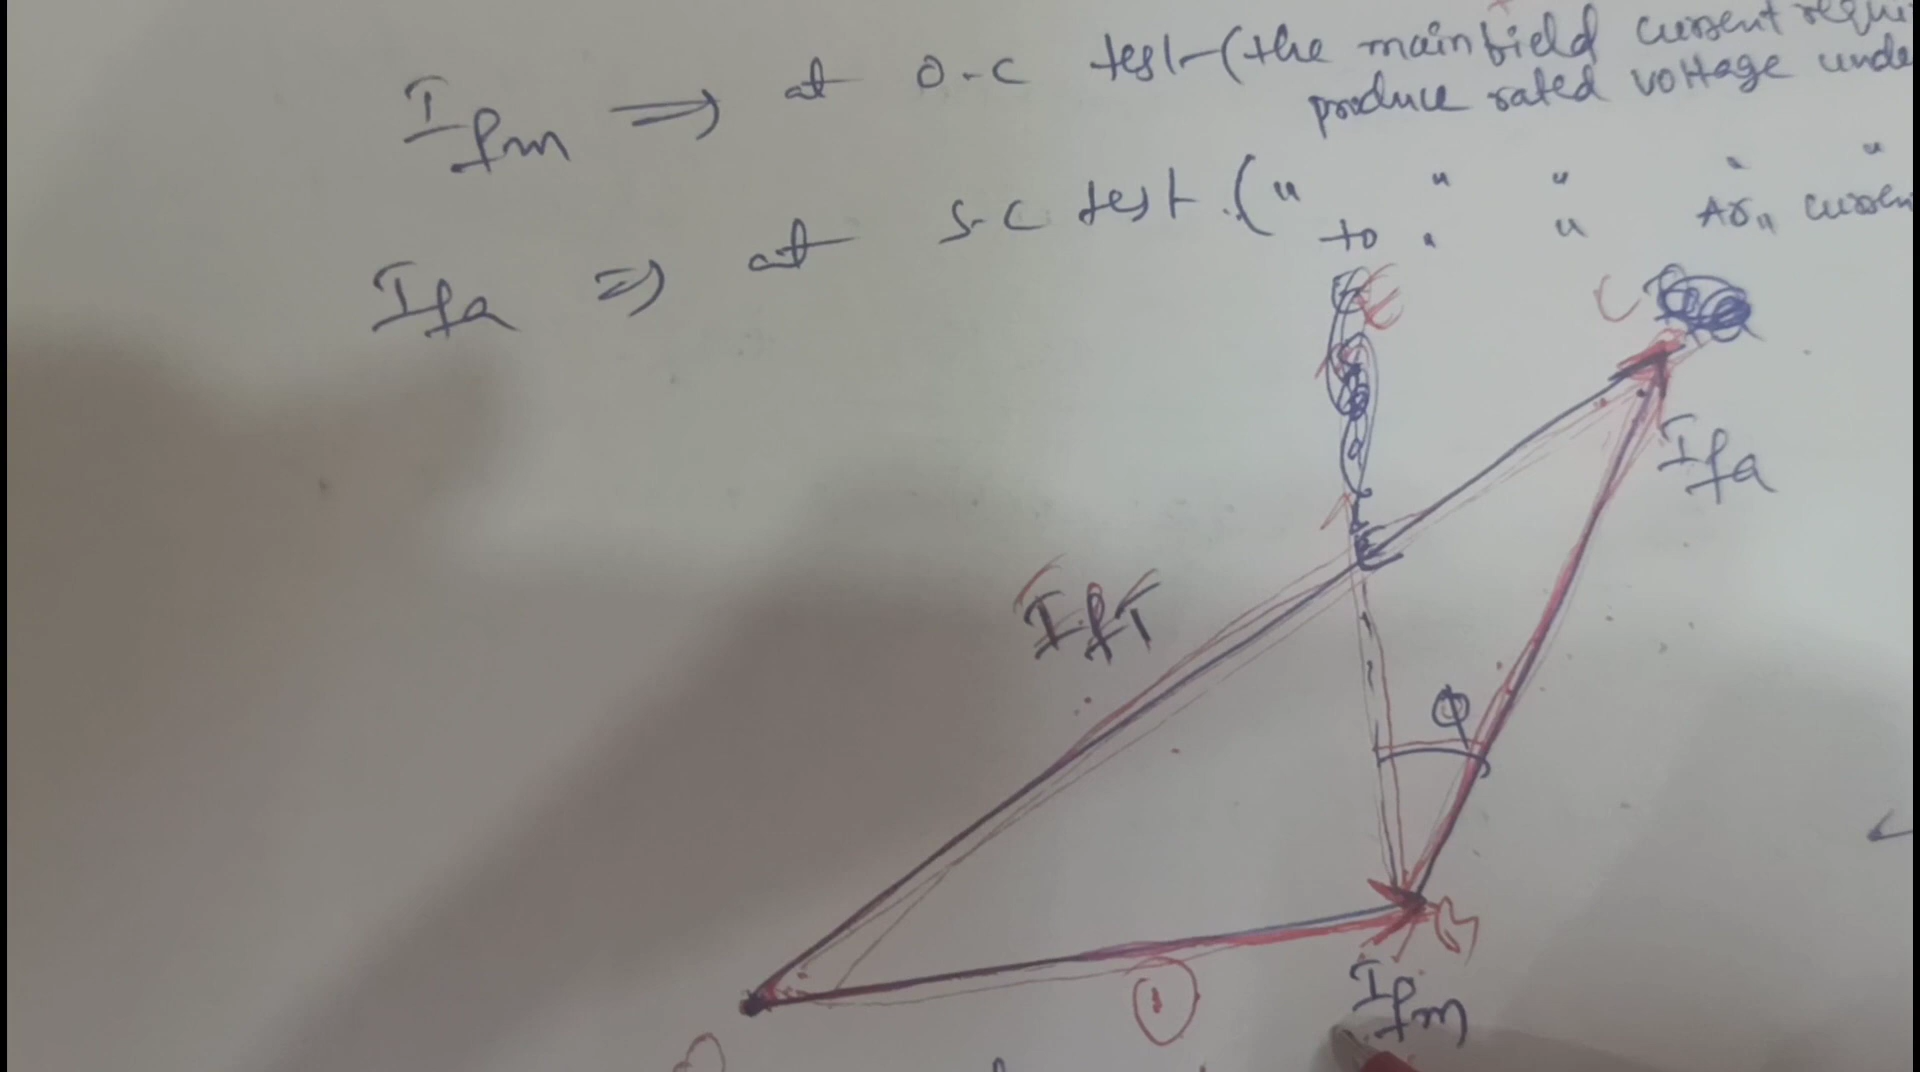 Ifm ⇒ at O-C test (the main field current requi
produce rated voltage unde
Ifa ⇒ at S-C test (" " " " "
to " " Ar" curren
Ifa
IfT
Φ
①
Ifm